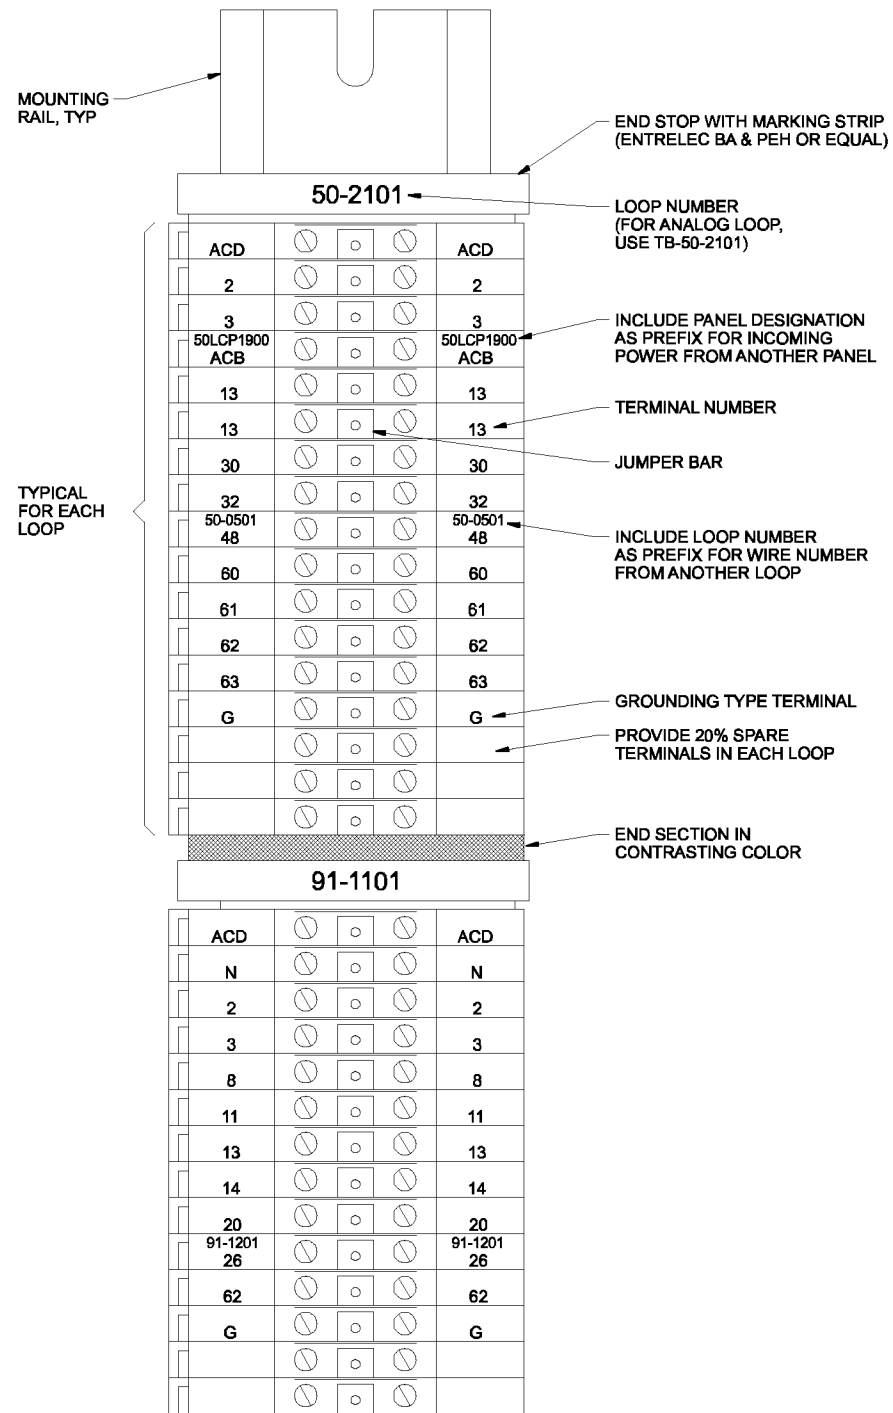 MOUNTING
RAIL, TYP
END STOP WITH MARKING STRIP
(ENTRELEC BA & PEH OR EQUAL)
50-2101
LOOP NUMBER
(FOR ANALOG LOOP,
USE TB-50-2101)
ACD ACD
2 2
3 3
50LCP1900 50LCP1900
ACB ACB
INCLUDE PANEL DESIGNATION
AS PREFIX FOR INCOMING
POWER FROM ANOTHER PANEL
13 13
13 13
TERMINAL NUMBER
30 30
JUMPER BAR
32 32
TYPICAL
FOR EACH
LOOP
50-0501 50-0501
48 48
INCLUDE LOOP NUMBER
AS PREFIX FOR WIRE NUMBER
FROM ANOTHER LOOP
60 60
61 61
62 62
63 63
G G
GROUNDING TYPE TERMINAL
PROVIDE 20% SPARE
TERMINALS IN EACH LOOP
END SECTION IN
CONTRASTING COLOR
91-1101
ACD ACD
N N
2 2
3 3
8 8
11 11
13 13
14 14
20 20
91-1201 91-1201
26 26
62 62
G G